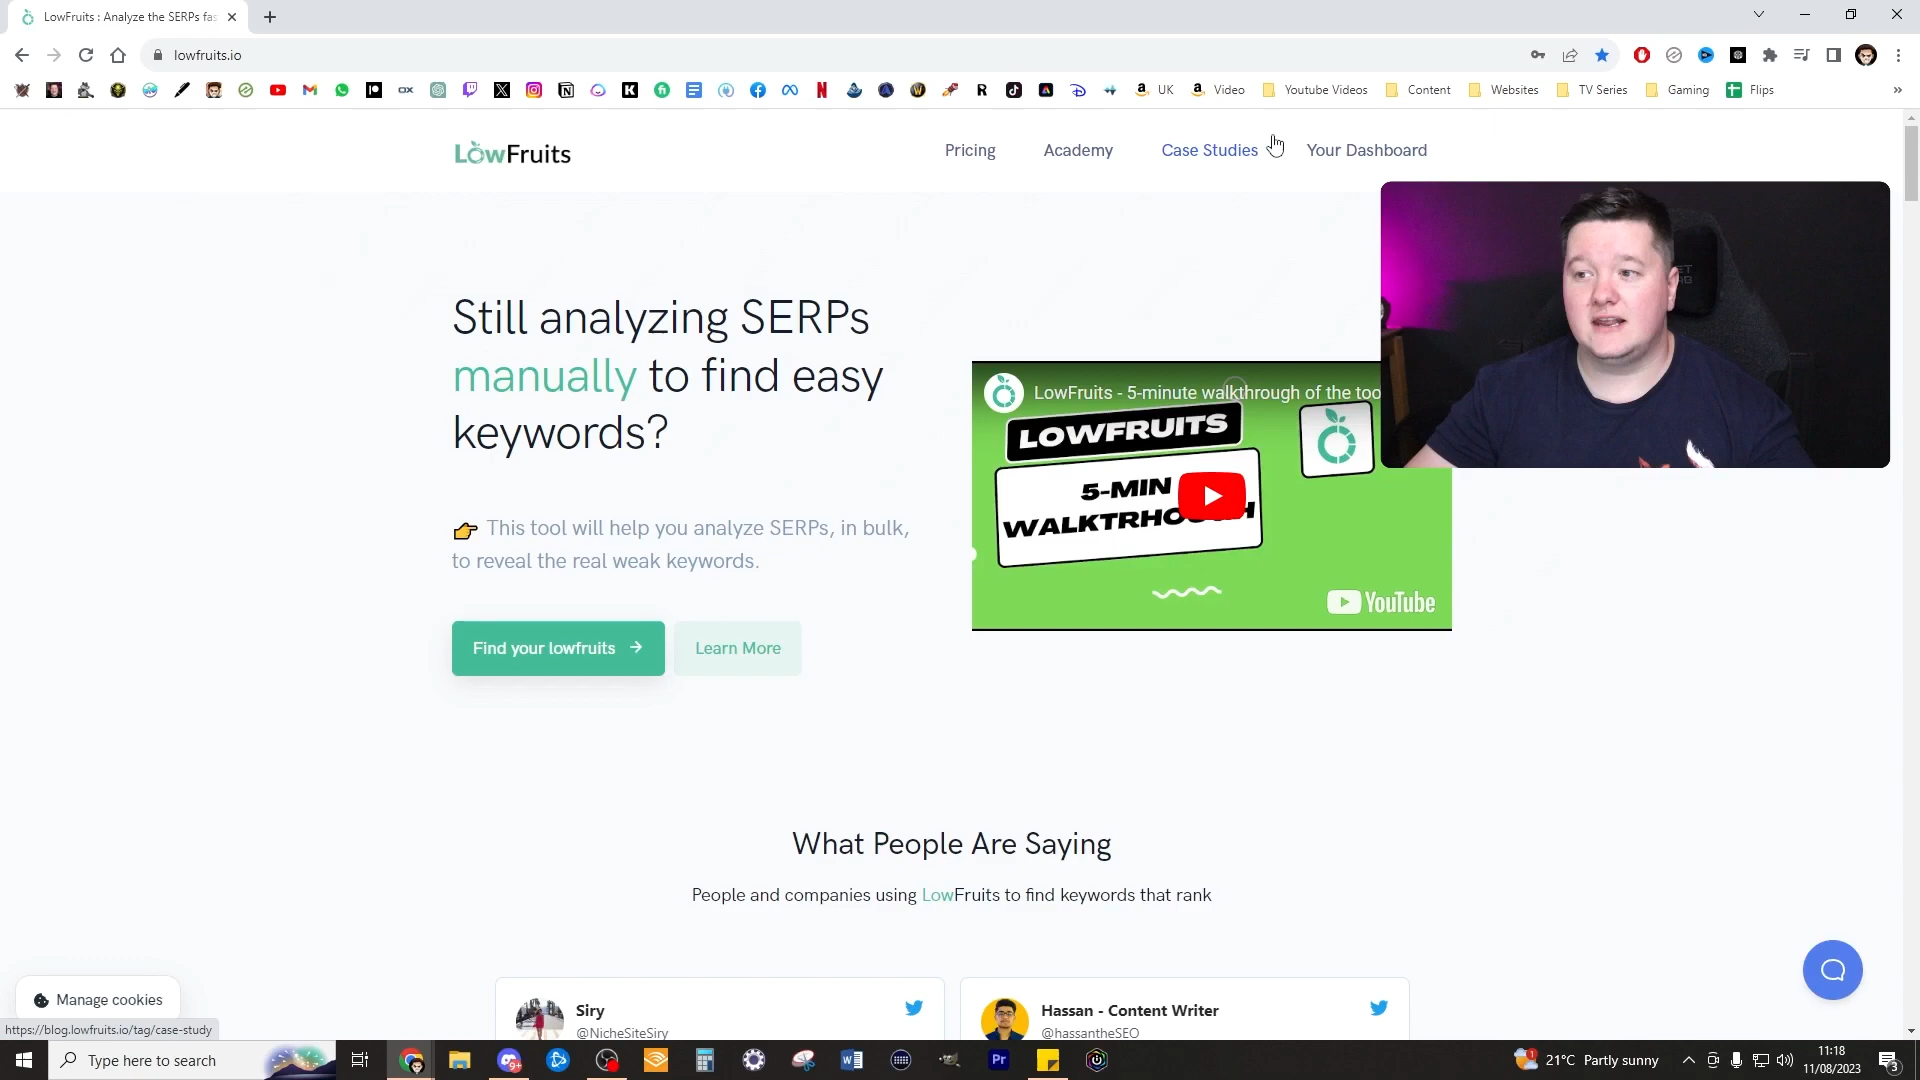 LowFruits : Analyze the SERPs fas
lowfruits.io
UK
Video
Youtube Videos
Content
Websites
TV Series
Gaming
Flips
LowFruits
Pricing
Academy
Case Studies
Your Dashboard
Still analyzing SERPs
manually to find easy
keywords?
👉 This tool will help you analyze SERPs, in bulk,
to reveal the real weak keywords.
Find your lowfruits →
Learn More
LowFruits - 5-minute walkthrough of the too
LOWFRUITS
5-MIN
YouTube
What People Are Saying
People and companies using LowFruits to find keywords that rank
Siry
@NicheSiteSiry
Hassan - Content Writer
@hassantheSEO
Manage cookies
https://blog.lowfruits.io/tag/case-study
Type here to search
21°C Partly sunny
11:18
11/08/2023